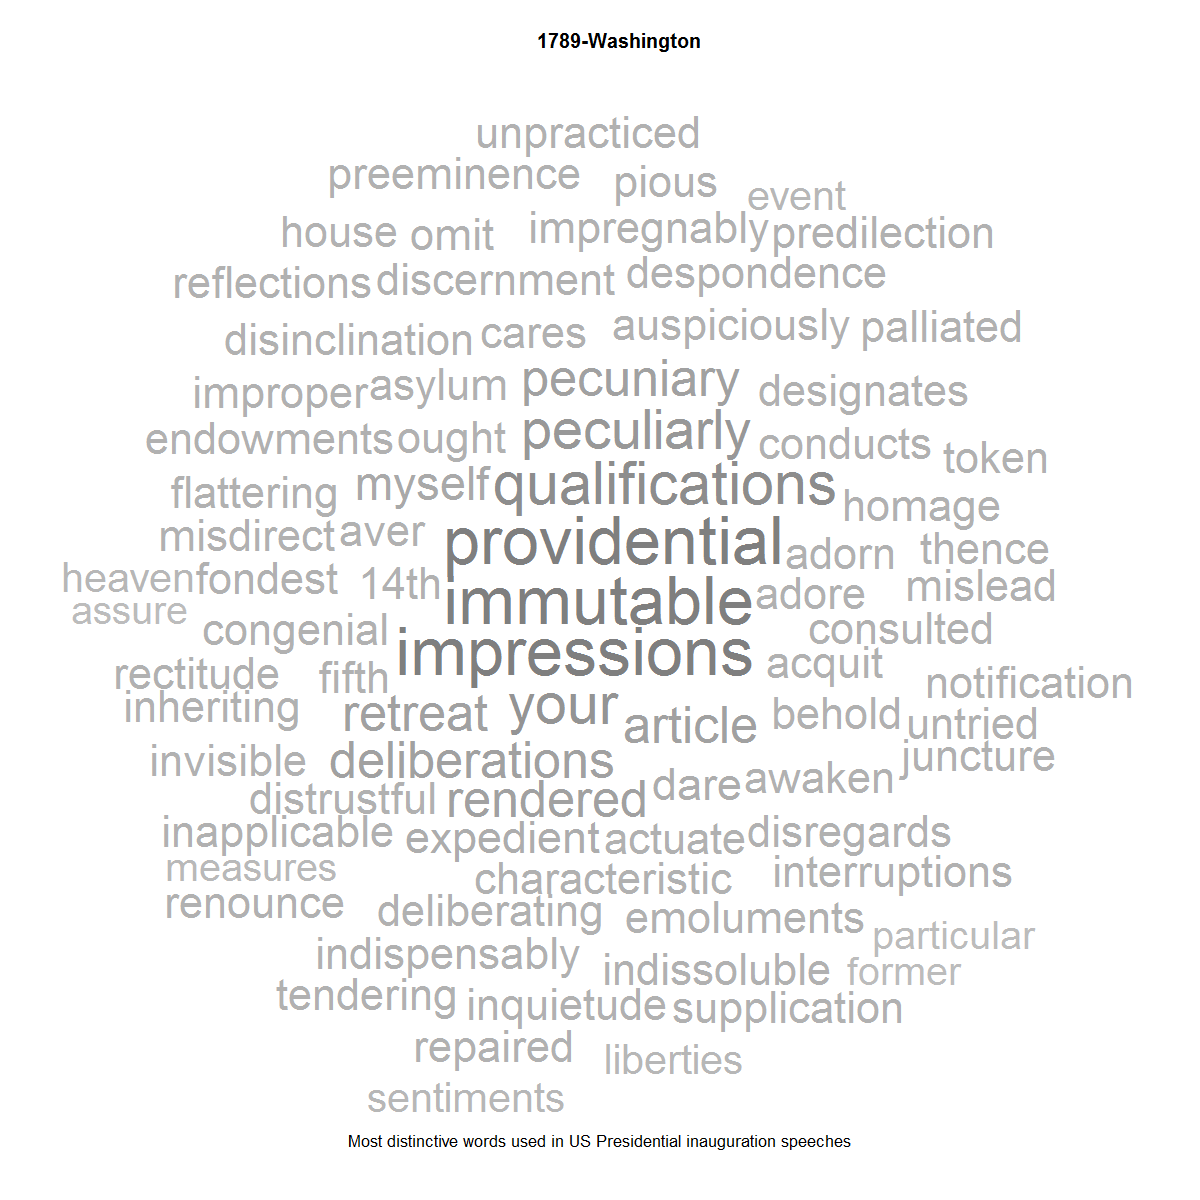 1789-Washington
unpracticed
preeminence pious event
house omit impregnably predilection
reflections discernment despondence
disinclination cares auspiciously palliated
improper asylum pecuniary designates
endowments ought peculiarly conducts token
flattering myself qualifications homage
misdirect aver providential adorn thence
heaven fondest 14th immutable adore mislead
assure congenial impressions consulted
rectitude fifth acquit notification
inheriting retreat your article behold untried
invisible deliberations juncture
distrustful rendered dare awaken
inapplicable expedient actuate disregards
measures characteristic interruptions
renounce deliberating emoluments particular
indispensably indissoluble former
tendering inquietude supplication
repaired liberties
sentiments
Most distinctive words used in US Presidential inauguration speeches